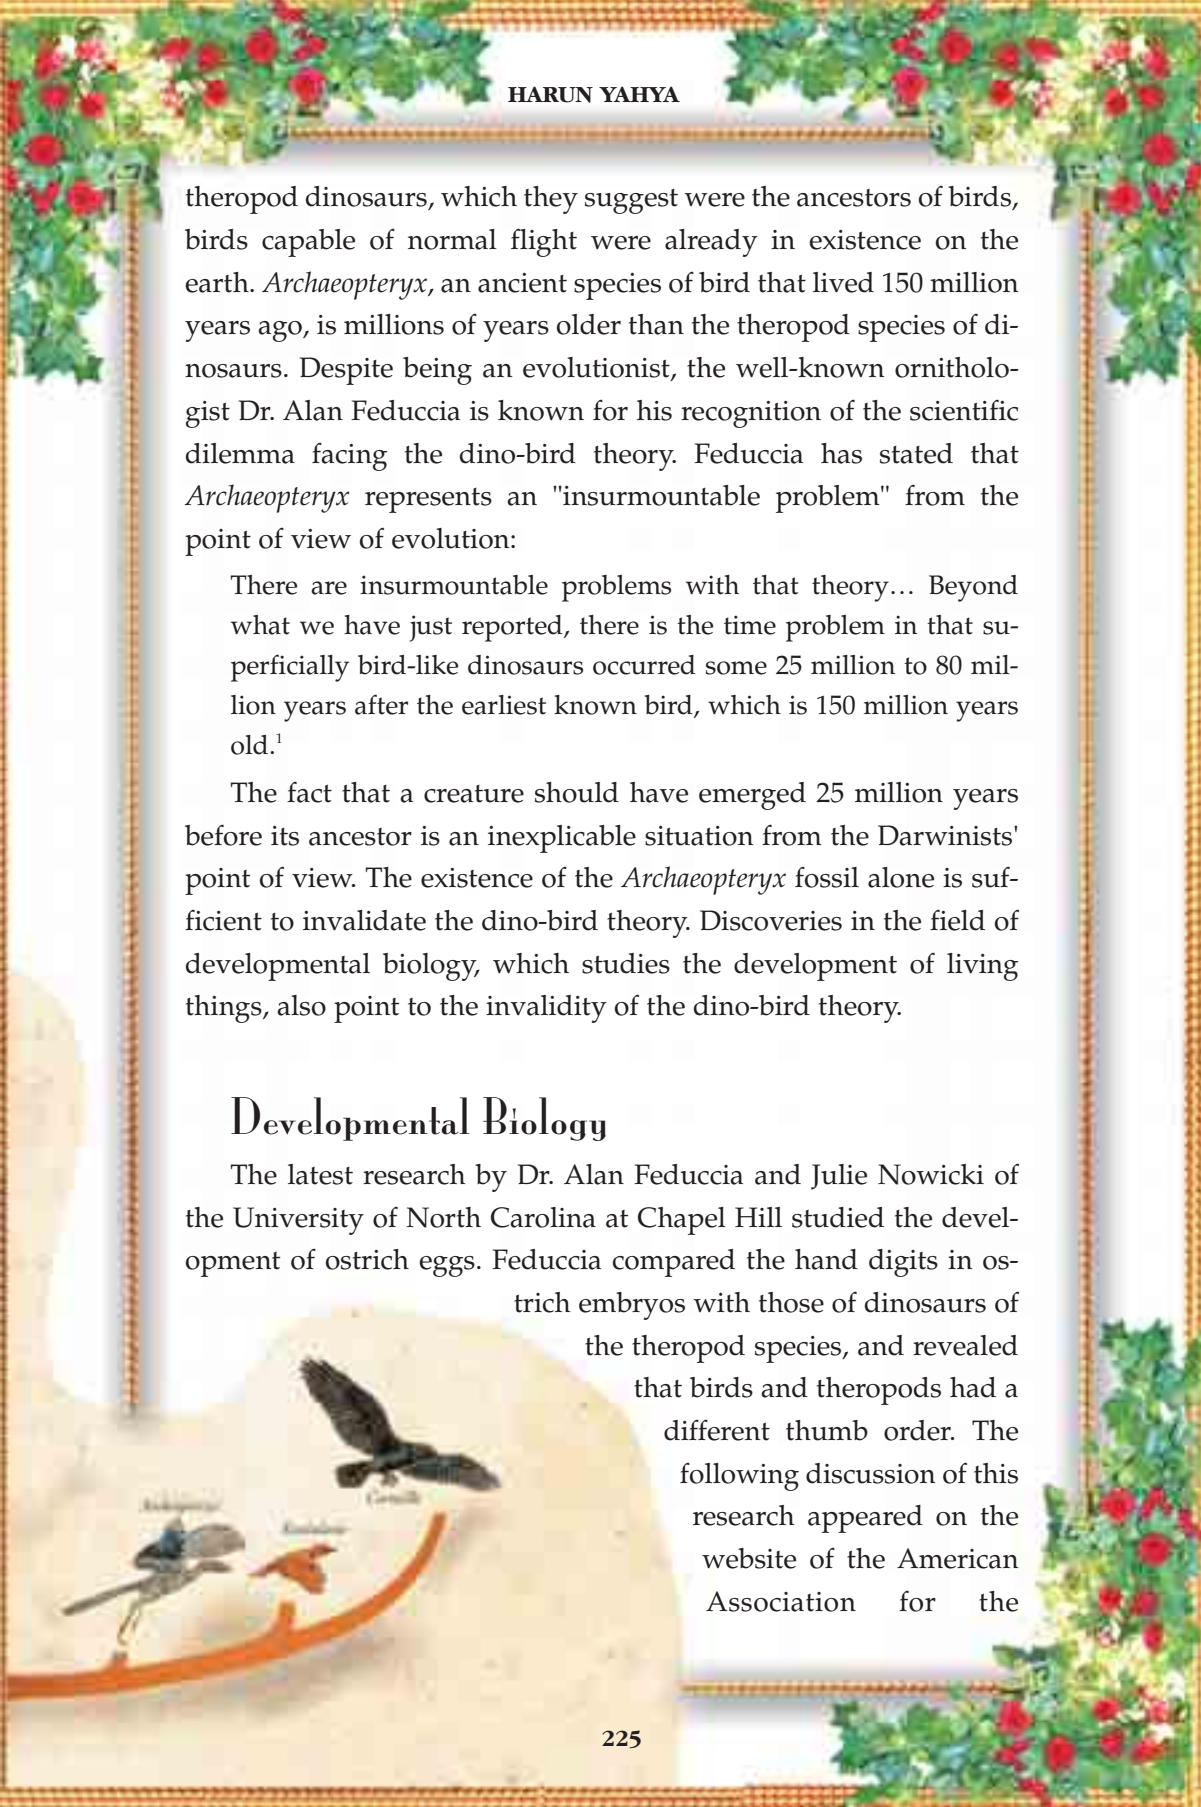 HARUN YAHYA
theropod dinosaurs, which they suggest were the ancestors of birds,
birds capable of normal flight were already in existence on the
earth. Archaeopteryx, an ancient species of bird that lived 150 million
years ago, is millions of years older than the theropod species of di-
nosaurs. Despite being an evolutionist, the well-known ornitholo-
gist Dr. Alan Feduccia is known for his recognition of the scientific
dilemma facing the dino-bird theory. Feduccia has stated that
Archaeopteryx represents an "insurmountable problem" from the
point of view of evolution:
There are insurmountable problems with that theory… Beyond
what we have just reported, there is the time problem in that su-
perficially bird-like dinosaurs occurred some 25 million to 80 mil-
lion years after the earliest known bird, which is 150 million years
old.1
The fact that a creature should have emerged 25 million years
before its ancestor is an inexplicable situation from the Darwinists'
point of view. The existence of the Archaeopteryx fossil alone is suf-
ficient to invalidate the dino-bird theory. Discoveries in the field of
developmental biology, which studies the development of living
things, also point to the invalidity of the dino-bird theory.
Developmental Biology
The latest research by Dr. Alan Feduccia and Julie Nowicki of
the University of North Carolina at Chapel Hill studied the devel-
opment of ostrich eggs. Feduccia compared the hand digits in os-
trich embryos with those of dinosaurs of
the theropod species, and revealed
that birds and theropods had a
different thumb order. The
following discussion of this
research appeared on the
website of the American
Association for the
225